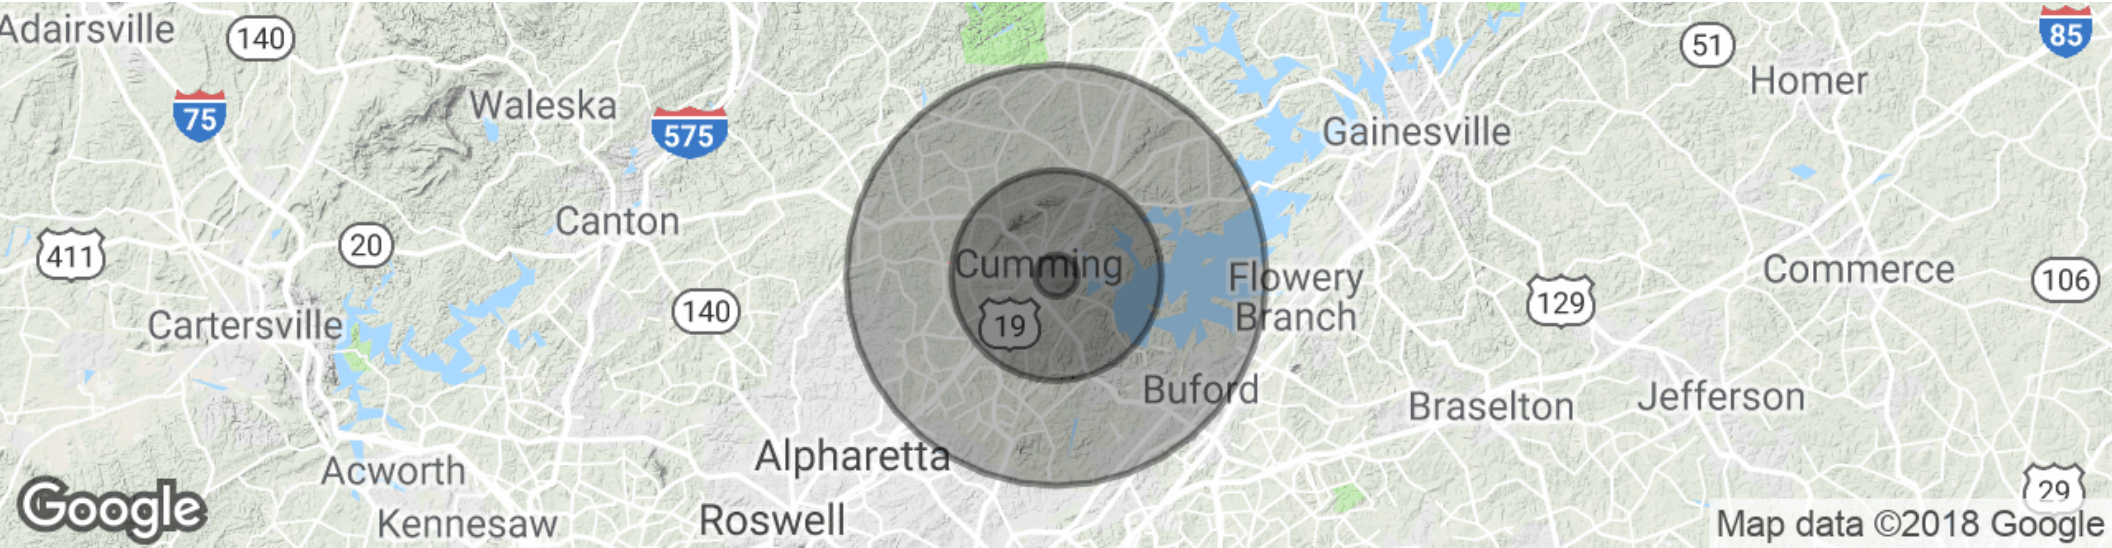 Adairsville
140
51
85
Homer
Waleska
75
575
Gainesville
Canton
20
411
Cumming
Flowery
Branch
Commerce
106
129
140
19
Cartersville
Buford
Braselton
Jefferson
Alpharetta
Acworth
29
Google
Kennesaw
Roswell
Map data ©2018 Google